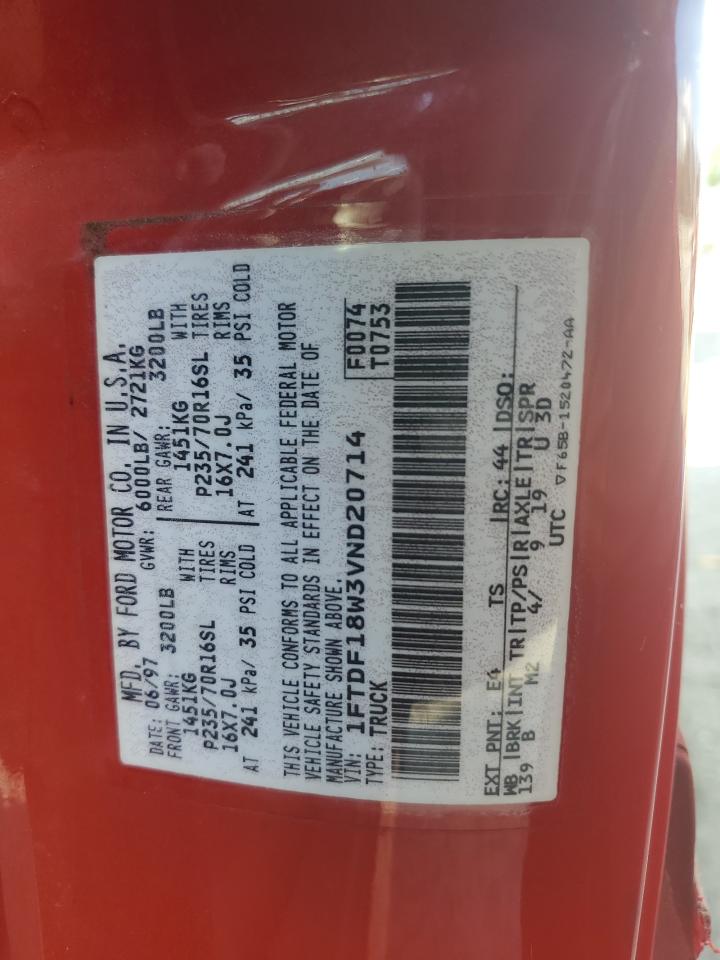 MFD. BY FORD MOTOR CO. IN U.S.A.
DATE: 06/97 GVWR: 6000LB/ 2721KG
FRONT GAWR: 3200LB REAR GAWR: 3200LB
1451KG WITH 1451KG WITH
P235/70R16SL TIRES P235/70R16SL TIRES
16X7.0J RIMS 16X7.0J RIMS
AT 241 kPa/ 35 PSI COLD AT 241 kPa/ 35 PSI COLD
THIS VEHICLE CONFORMS TO ALL APPLICABLE FEDERAL MOTOR
VEHICLE SAFETY STANDARDS IN EFFECT ON THE DATE OF
MANUFACTURE SHOWN ABOVE.
VIN: 1FTDF18W3VND20714 F0074
TYPE: TRUCK T0753
EXT PNT: E4 TS RC: 44 DSO:
WB |BRK|INT TR|TP/PS|R|AXLE|TR|SPR
139 B M2 4/ 9 19 U 3D
UTC ▽F65B-1520472-AA